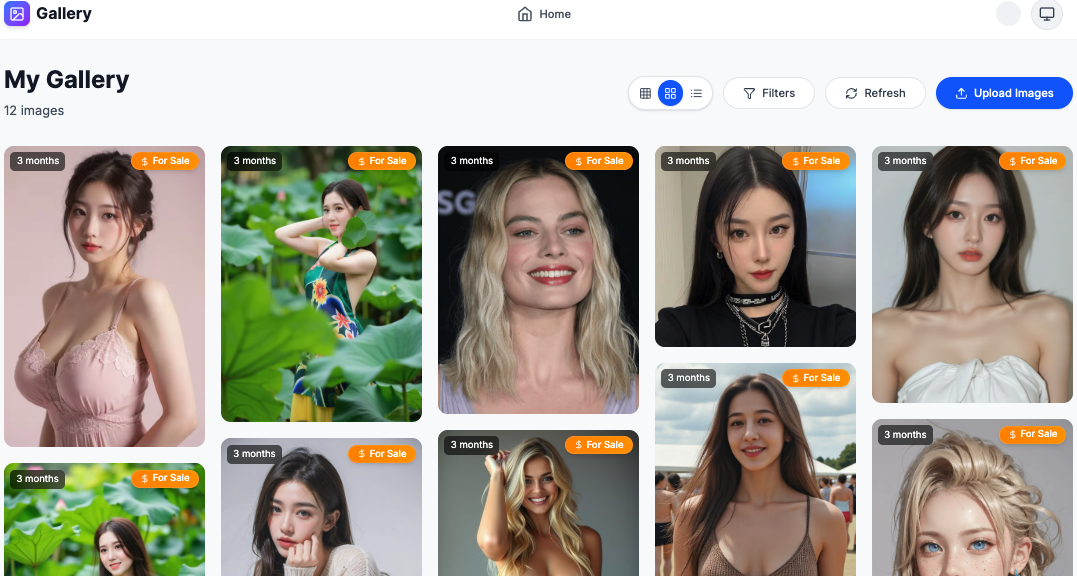 Gallery
Home
My Gallery
12 images
Filters
Refresh
Upload Images
3 months
For Sale
3 months
For Sale
3 months
For Sale
3 months
For Sale
3 months
For Sale
SG
3 months
For Sale
3 months
For Sale
3 months
For Sale
3 months
For Sale
3 months
For Sale